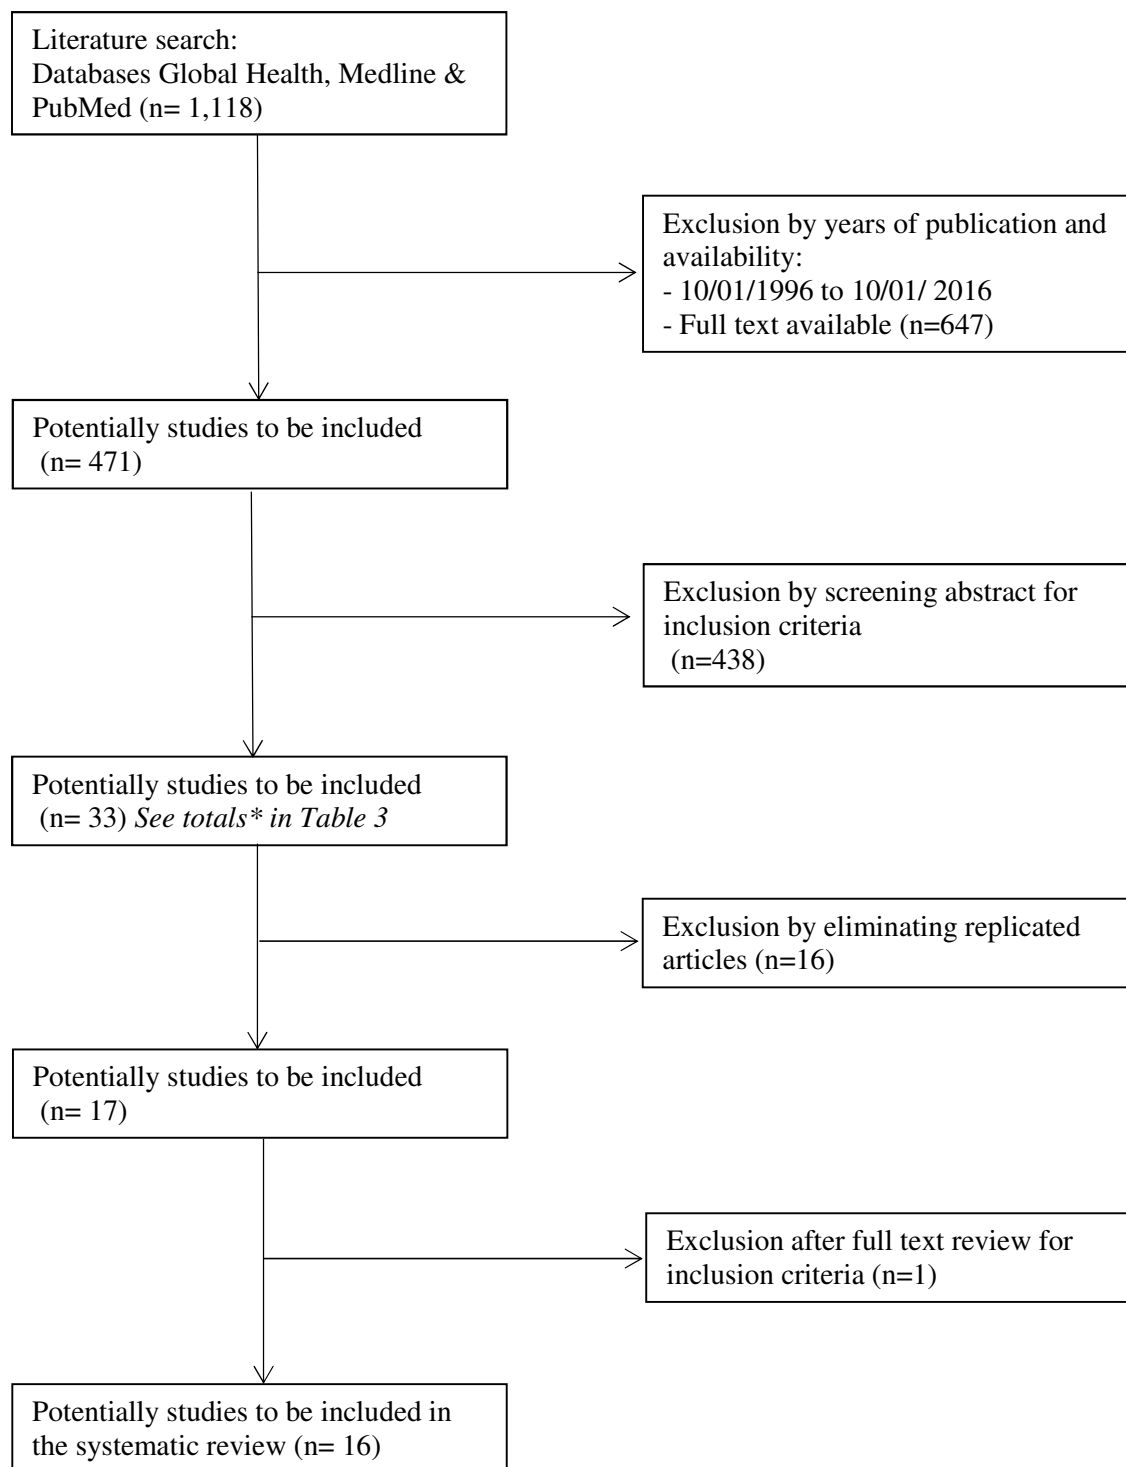 Literature search:
Databases Global Health, Medline &
PubMed (n= 1,118)
Exclusion by years of publication and
availability:
- 10/01/1996 to 10/01/ 2016
- Full text available (n=647)
Potentially studies to be included
(n= 471)
Exclusion by screening abstract for
inclusion criteria
(n=438)
Potentially studies to be included
(n= 33) See totals* in Table 3
Exclusion by eliminating replicated
articles (n=16)
Potentially studies to be included
(n= 17)
Exclusion after full text review for
inclusion criteria (n=1)
Potentially studies to be included in
the systematic review (n= 16)